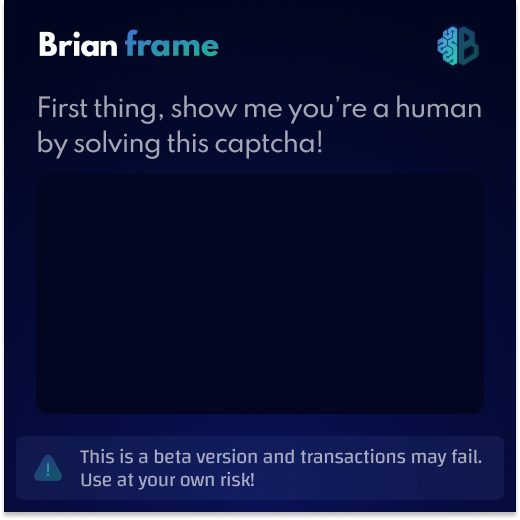 Brian frame
First thing, show me you’re a human
by solving this captcha!
This is a beta version and transactions may fail.
Use at your own risk!